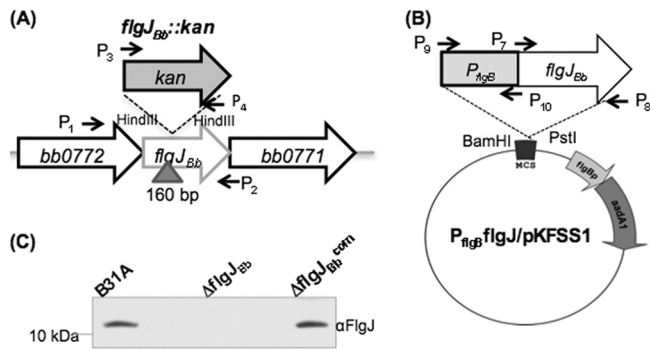 (A)
flgJBb::kan
P3
kan
P4
HindIII HindIII
P1
bb0772 flgJBb bb0771
160 bp
P2
(B)
P9 P7
PflgB flgJBb
P10 P8
BamHI PstI
MCS
flgBp
aadA1
PflgBflgJ/pKFSS1
(C)
B31A ΔflgJBb ΔflgJBbcom
αFlgJ
10 kDa